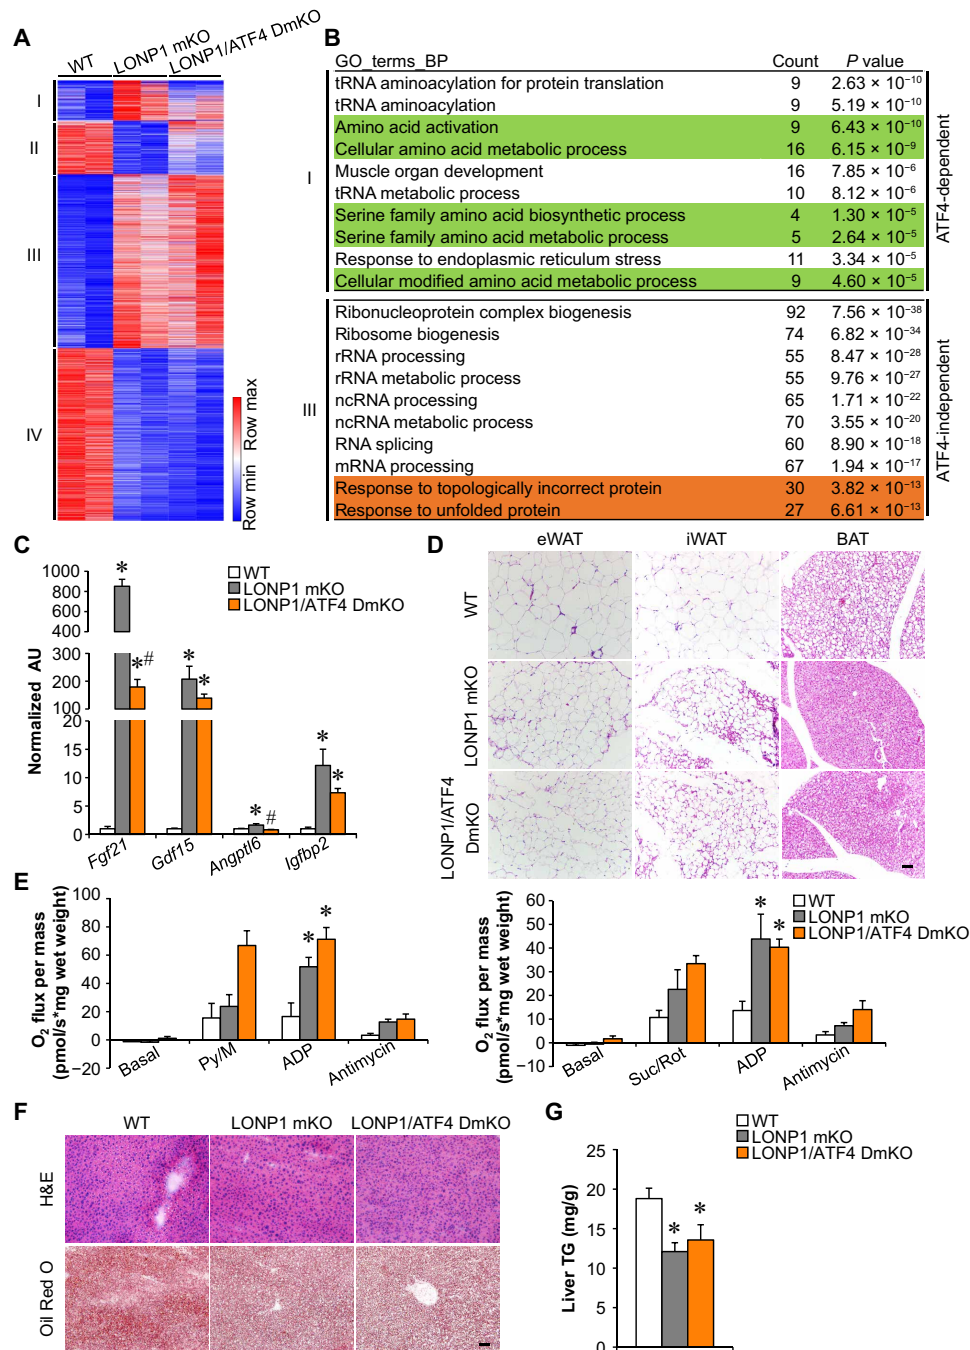 A
WT
LONP1 mKO
LONP1/ATF4 DmKO
I
II
III
IV
Row min
Row max
B
GO_terms_BP Count P value
tRNA aminoacylation for protein translation 9 2.63 × 10⁻¹⁰
tRNA aminoacylation 9 5.19 × 10⁻¹⁰
Amino acid activation 9 6.43 × 10⁻¹⁰
Cellular amino acid metabolic process 16 6.15 × 10⁻⁹
Muscle organ development 16 7.85 × 10⁻⁶
tRNA metabolic process 10 8.12 × 10⁻⁶
Serine family amino acid biosynthetic process 4 1.30 × 10⁻⁵
Serine family amino acid metabolic process 5 2.64 × 10⁻⁵
Response to endoplasmic reticulum stress 11 3.34 × 10⁻⁵
Cellular modified amino acid metabolic process 9 4.60 × 10⁻⁵
I
ATF4-dependent
Ribonucleoprotein complex biogenesis 92 7.56 × 10⁻³⁸
Ribosome biogenesis 74 6.82 × 10⁻³⁴
rRNA processing 55 8.47 × 10⁻²⁸
rRNA metabolic process 55 9.76 × 10⁻²⁷
ncRNA processing 65 1.71 × 10⁻²²
ncRNA metabolic process 70 3.55 × 10⁻²⁰
RNA splicing 60 8.90 × 10⁻¹⁸
mRNA processing 67 1.94 × 10⁻¹⁷
Response to topologically incorrect protein 30 3.82 × 10⁻¹³
Response to unfolded protein 27 6.61 × 10⁻¹³
III
ATF4-independent
C
Normalized AU
1000
800
600
400
300
200
100
20
15
10
5
0
WT
LONP1 mKO
LONP1/ATF4 DmKO
*
*#
*
*
*
#
*
*
Fgf21
Gdf15
Angptl6
Igfbp2
D
eWAT
iWAT
BAT
WT
LONP1 mKO
LONP1/ATF4
DmKO
E
O₂ flux per mass
(pmol/s*mg wet weight)
100
80
60
40
20
0
−20
WT
LONP1 mKO
LONP1/ATF4 DmKO
*
*
Basal
Py/M
ADP
Antimycin
O₂ flux per mass
(pmol/s*mg wet weight)
60
50
40
30
20
10
0
−10
WT
LONP1 mKO
LONP1/ATF4 DmKO
*
*
Basal
Suc/Rot
ADP
Antimycin
F
WT
LONP1 mKO
LONP1/ATF4 DmKO
H&E
Oil Red O
G
WT
LONP1 mKO
LONP1/ATF4 DmKO
Liver TG (mg/g)
20
15
10
5
0
*
*